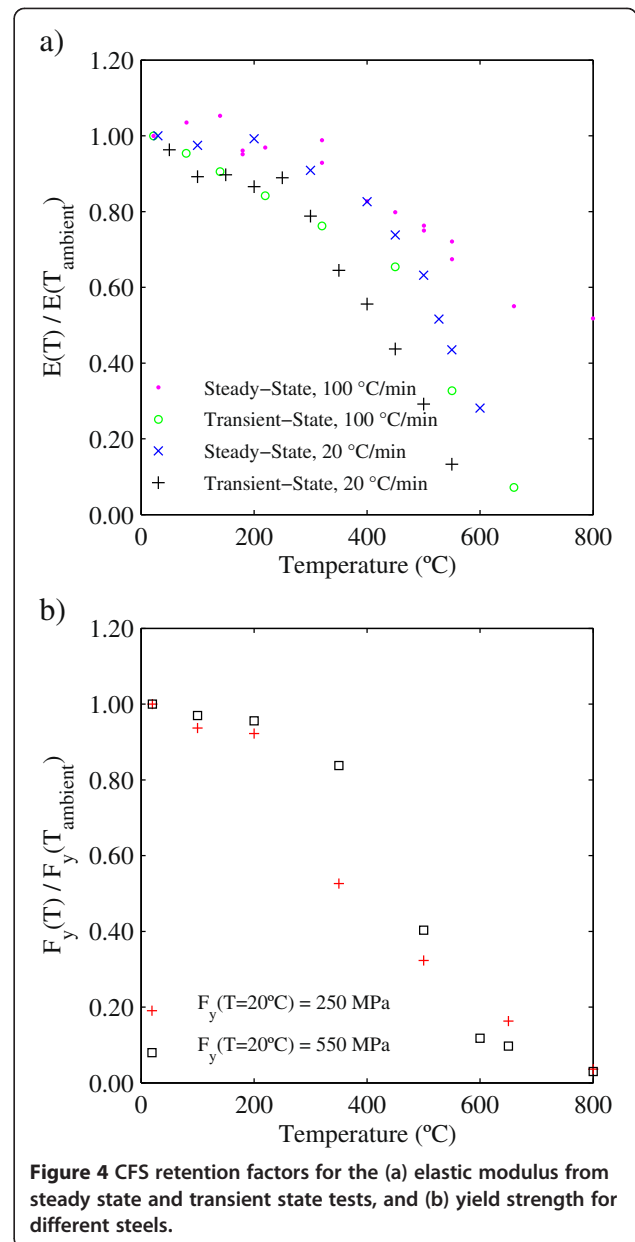 a)
1.20
1.00
0.80
0.60
0.40
0.20
0.00
E(T) / E(T_ambient)
Steady−State, 100 °C/min
Transient−State, 100 °C/min
Steady−State, 20 °C/min
Transient−State, 20 °C/min
0 200 400 600 800
Temperature (ºC)
b)
1.20
1.00
0.80
0.60
0.40
0.20
0.00
F_y(T) / F_y(T_ambient)
F_y(T=20ºC) = 250 MPa
F_y(T=20ºC) = 550 MPa
0 200 400 600 800
Temperature (ºC)
Figure 4 CFS retention factors for the (a) elastic modulus from
steady state and transient state tests, and (b) yield strength for
different steels.